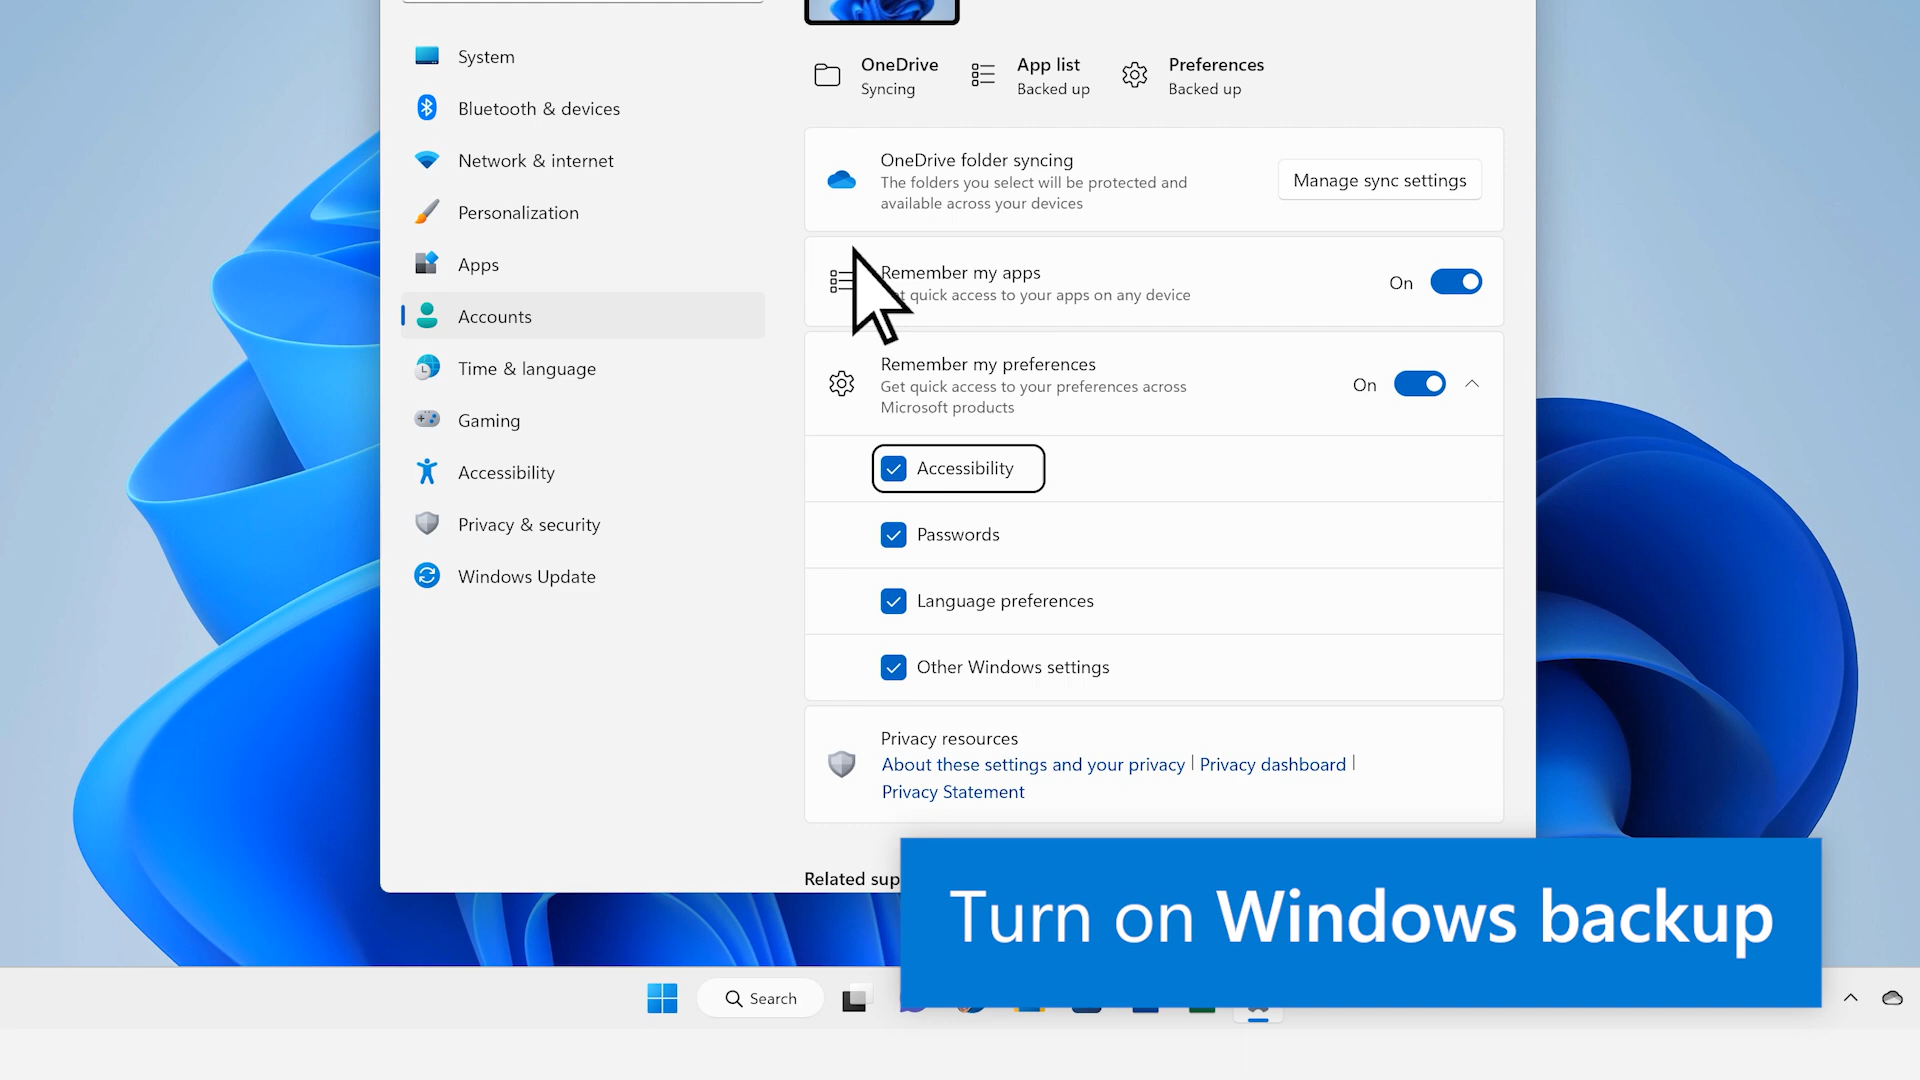 System
Bluetooth & devices
Network & internet
Personalization
Apps
Accounts
Time & language
Gaming
Accessibility
Privacy & security
Windows Update
OneDrive
Syncing
App list
Backed up
Preferences
Backed up
OneDrive folder syncing
The folders you select will be protected and
available across your devices
Manage sync settings
Remember my apps
quick access to your apps on any device
On
Remember my preferences
Get quick access to your preferences across
Microsoft products
On
Accessibility
Passwords
Language preferences
Other Windows settings
Privacy resources
About these settings and your privacy | Privacy dashboard |
Privacy Statement
Related
Turn on Windows backup
Search